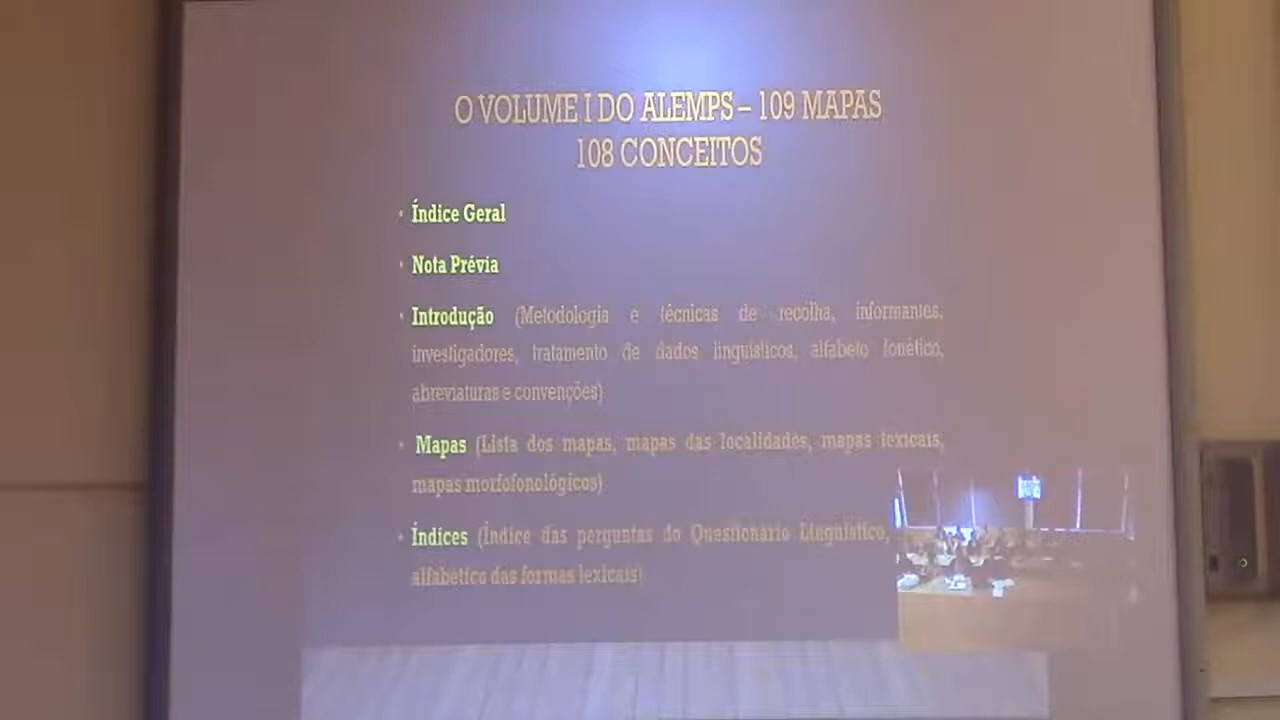 O VOLUME I DO ALEMPS – 109 MAPAS
108 CONCEITOS
• Índice Geral
• Nota Prévia
• Introdução (Metodologia e técnicas de recolha, informantes,
investigadores, tratamento de dados linguísticos, alfabeto fonético,
abreviaturas e convenções)
• Mapas (Lista dos mapas, mapas das localidades, mapas lexicais,
mapas morfofonológicos)
• Índices (Índice das perguntas do Questionário Linguístico,
alfabético das formas lexicais)